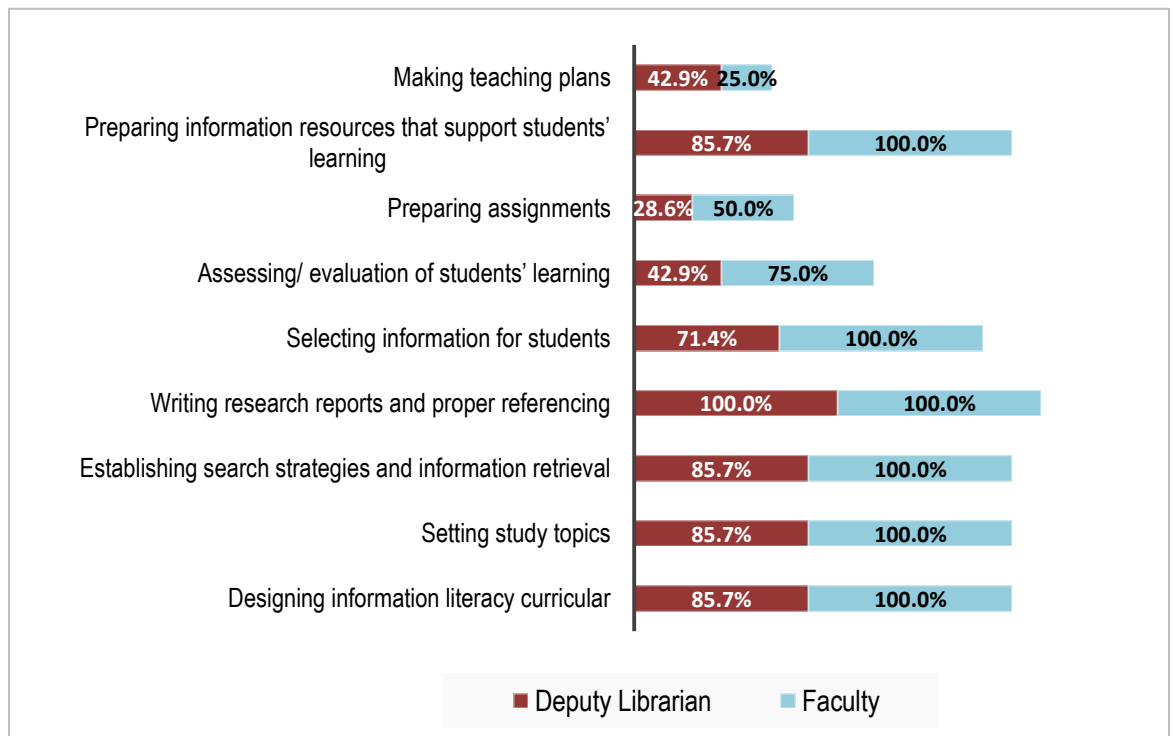 Making teaching plans
42.9% 25.0%
Preparing information resources that support students’
learning
85.7% 100.0%
Preparing assignments
28.6% 50.0%
Assessing/ evaluation of students’ learning
42.9% 75.0%
Selecting information for students
71.4% 100.0%
Writing research reports and proper referencing
100.0% 100.0%
Establishing search strategies and information retrieval
85.7% 100.0%
Setting study topics
85.7% 100.0%
Designing information literacy curricular
85.7% 100.0%
Deputy Librarian Faculty